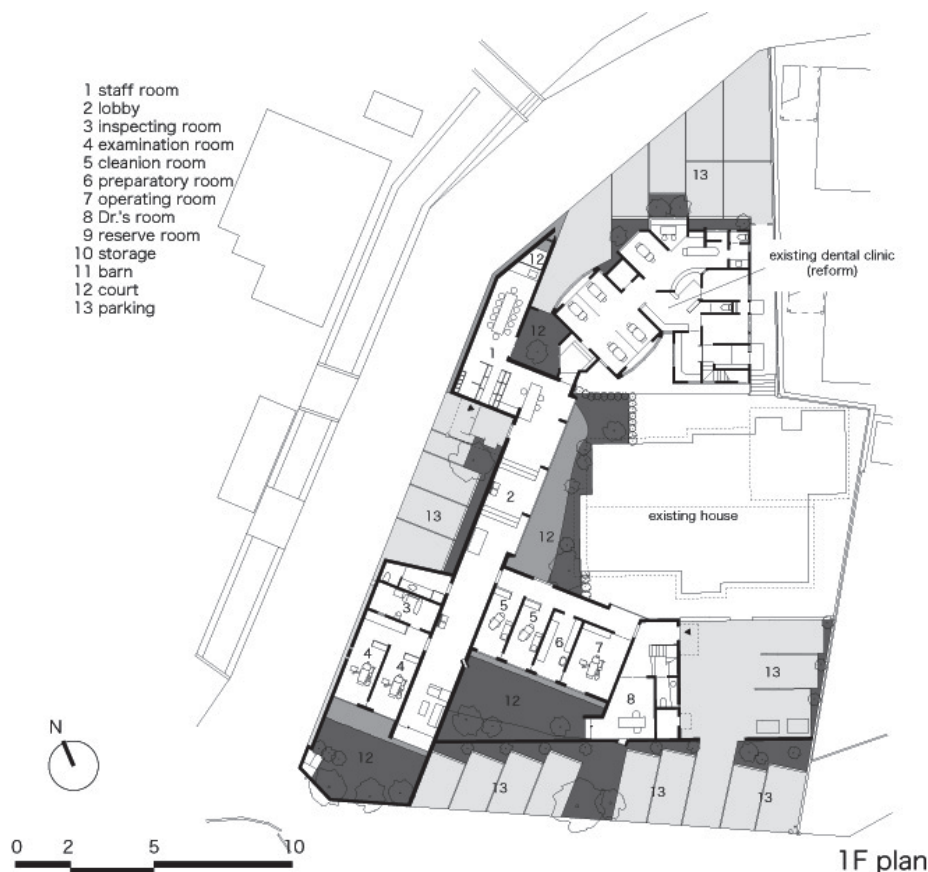 1 staff room
2 lobby
3 inspecting room
4 examination room
5 cleanion room
6 preparatory room
7 operating room
8 Dr.'s room
9 reserve room
10 storage
11 barn
12 court
13 parking
13
12
existing dental clinic
(reform)
12
1
2
existing house
13
12
3
5
5
6
7
4
4
13
8
12
N
12
13
13
13
0 2 5 10
1F plan